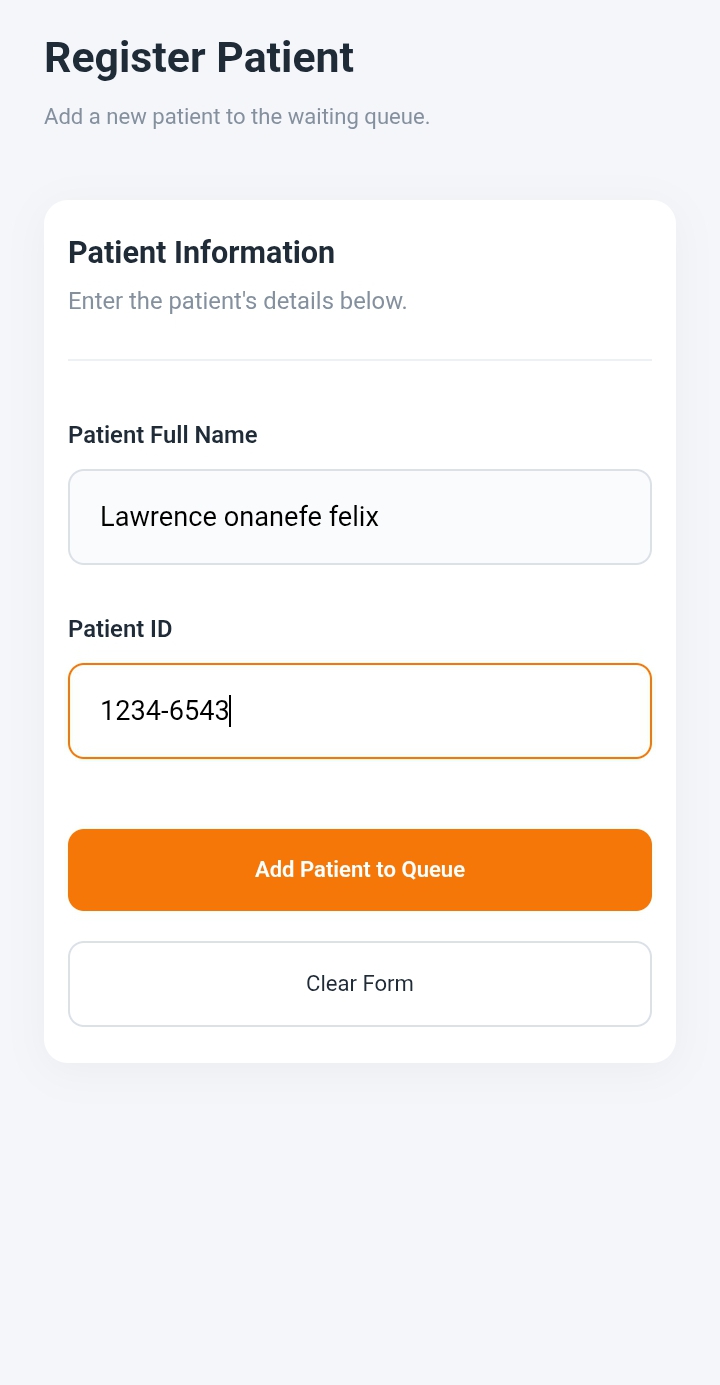 Register Patient
Add a new patient to the waiting queue.
Patient Information
Enter the patient's details below.
Patient Full Name
Lawrence onanefe felix
Patient ID
1234-6543
Add Patient to Queue
Clear Form